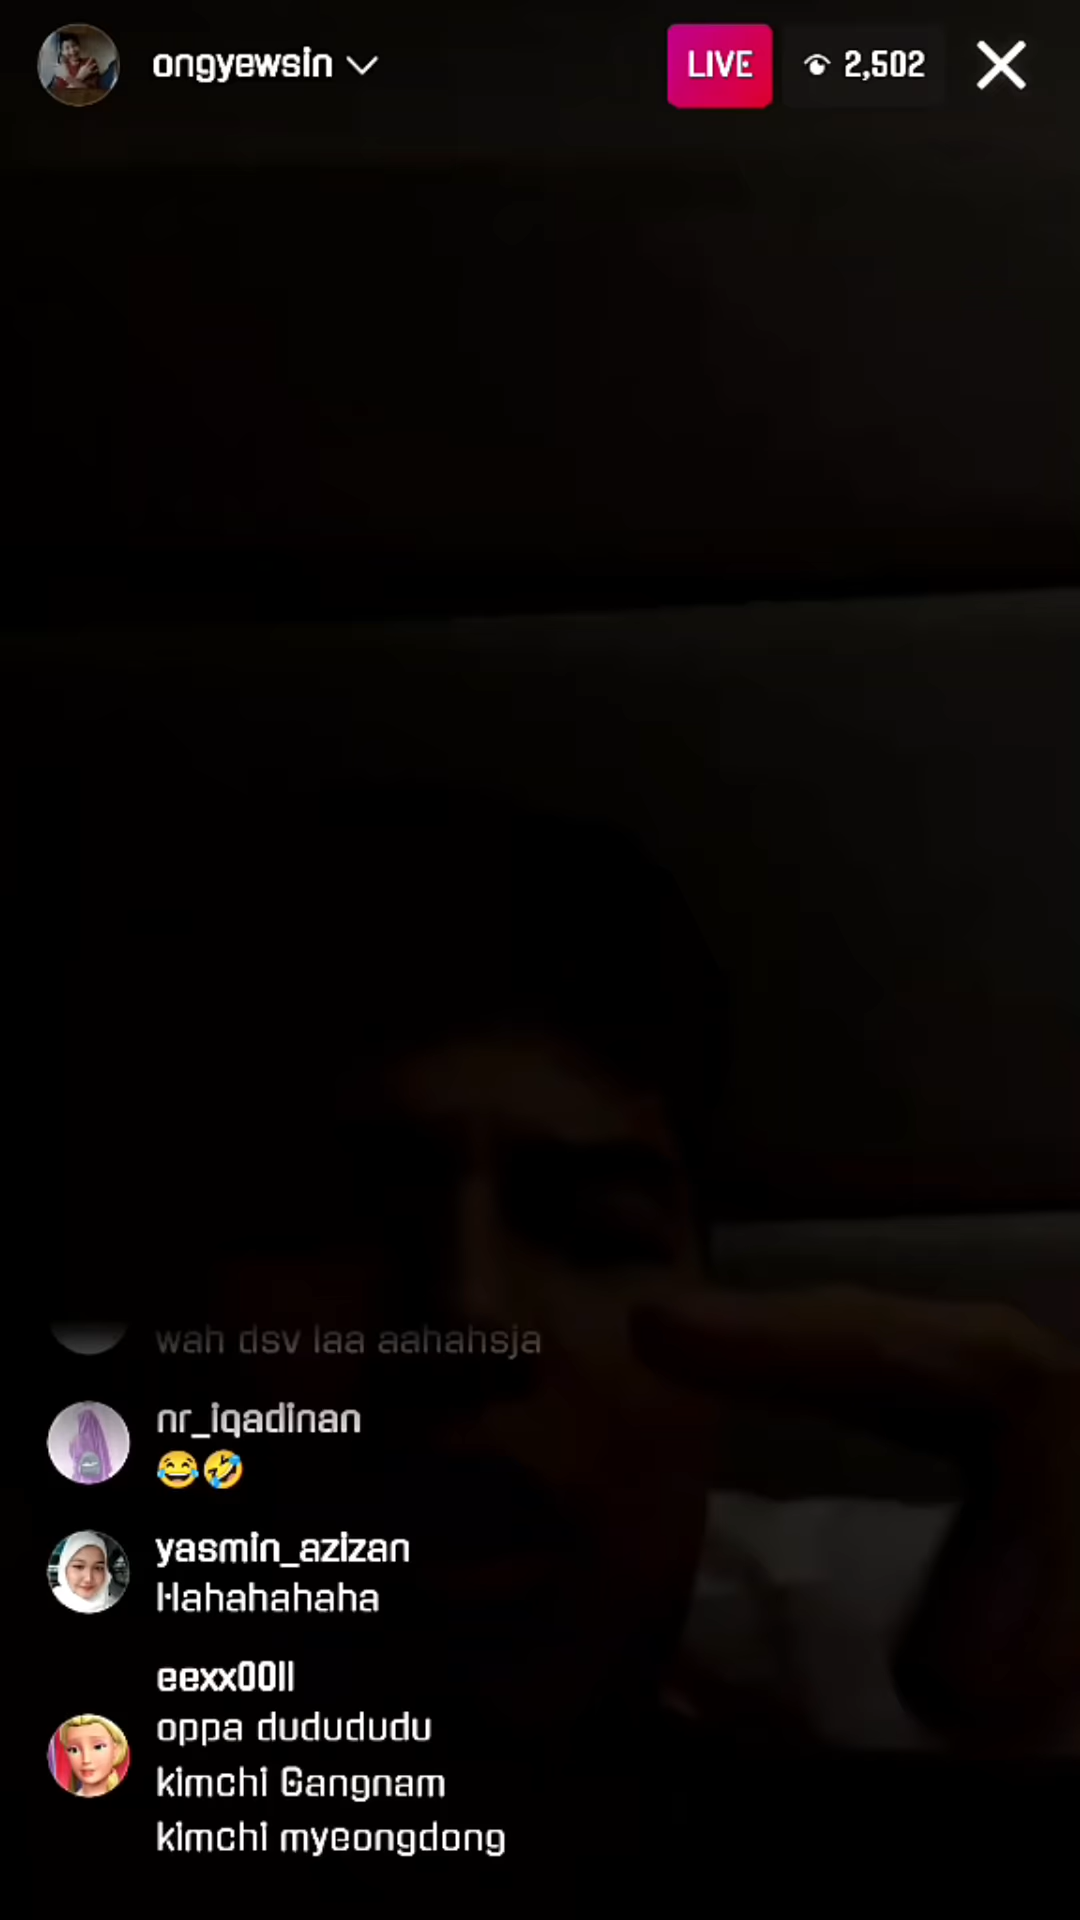 ongyewsin
LIVE
2,502
wah dsv laa aahahsja
nr_iqadinan
😂🤣
yasmin_azizan
Hahahahaha
eexx00ll
oppa dudududu
kimchi Gangnam
kimchi myeongdong